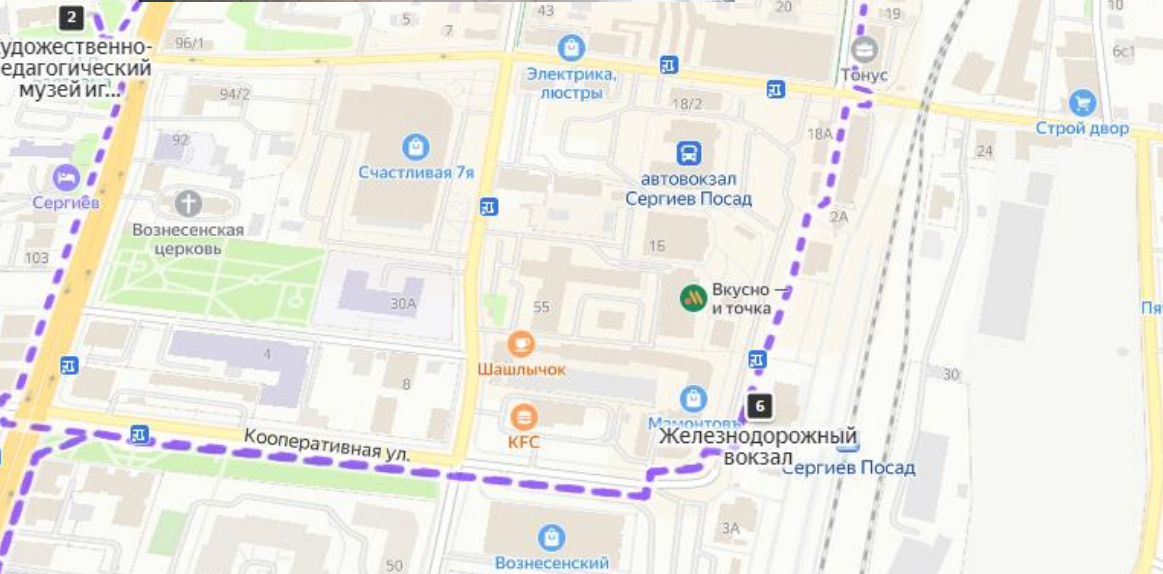 2
удожественно-
едагогический
музей иг...
96/1
5
7
43
20
19
10
6с1
Тонус
Электрика,
люстры
18/2
94/2
92
18А
Строй двор
24
Счастливая 7я
автовокзал
Сергиев Посад
Сергиев
Вознесенская
церковь
2А
1Б
103
30А
55
Вкусно —
и точка
Пя
4
8
Шашлычок
30
6
KFC
Мамонтовъ
Железнодорожный
вокзал
Сергиев Посад
Кооперативная ул.
3А
Вознесенский
50